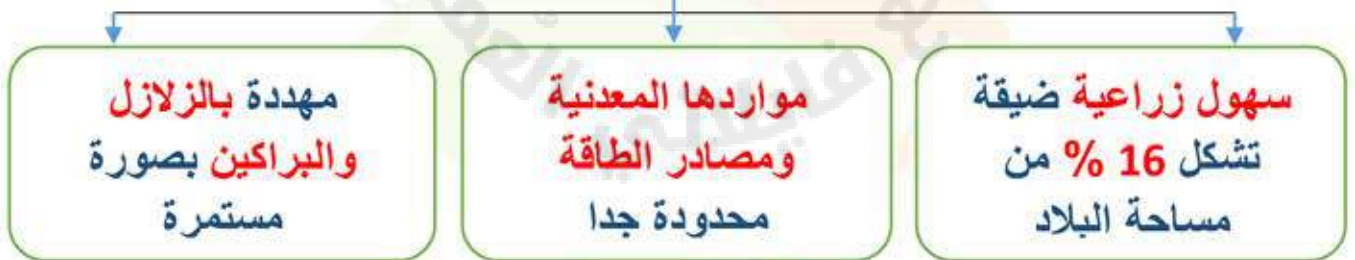 سهول زراعية ضيقة
تشكل 16 % من
مساحة البلاد
مواردها المعدنية
ومصادر الطاقة
محدودة جدا
مهددة بالزلازل
والبراكين بصورة
مستمرة